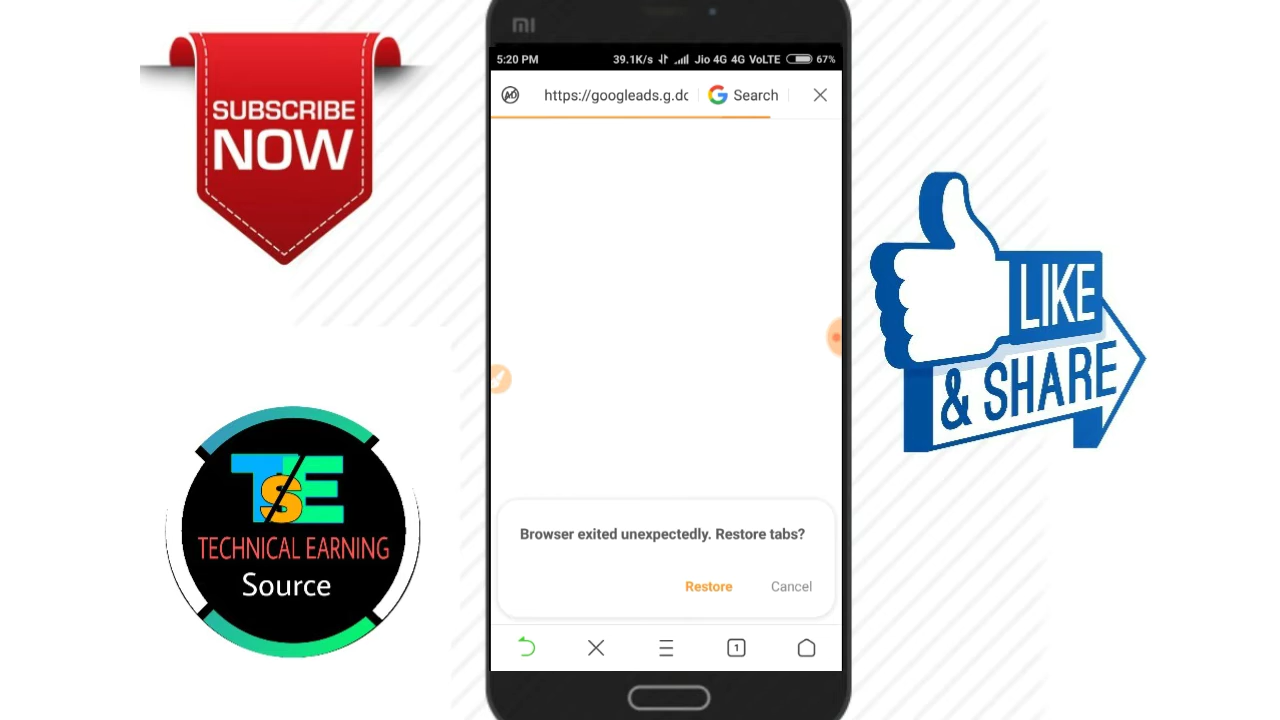 SUBSCRIBE
NOW
TSE
TECHNICAL EARNING
Source
mi
5:20 PM 39.1K/s Jio 4G 4G VoLTE 67%
AD https://googleads.g.dc G Search
Browser exited unexpectedly. Restore tabs?
Restore Cancel
1
LIKE
& SHARE